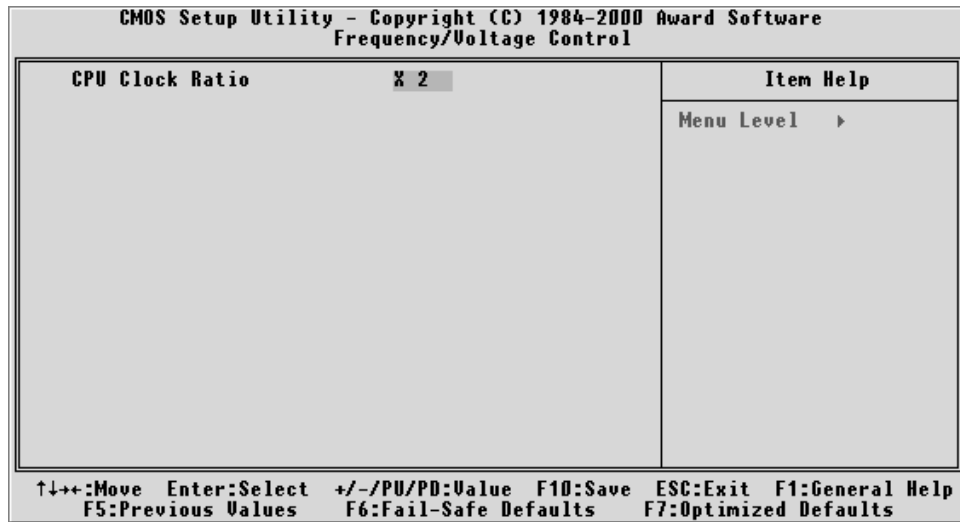 CMOS Setup Utility - Copyright (C) 1984-2000 Award Software
Frequency/Voltage Control
CPU Clock Ratio X 2
Item Help
Menu Level ▸
↑↓→←:Move Enter:Select +/-/PU/PD:Value F10:Save ESC:Exit F1:General Help
F5:Previous Values F6:Fail-Safe Defaults F7:Optimized Defaults